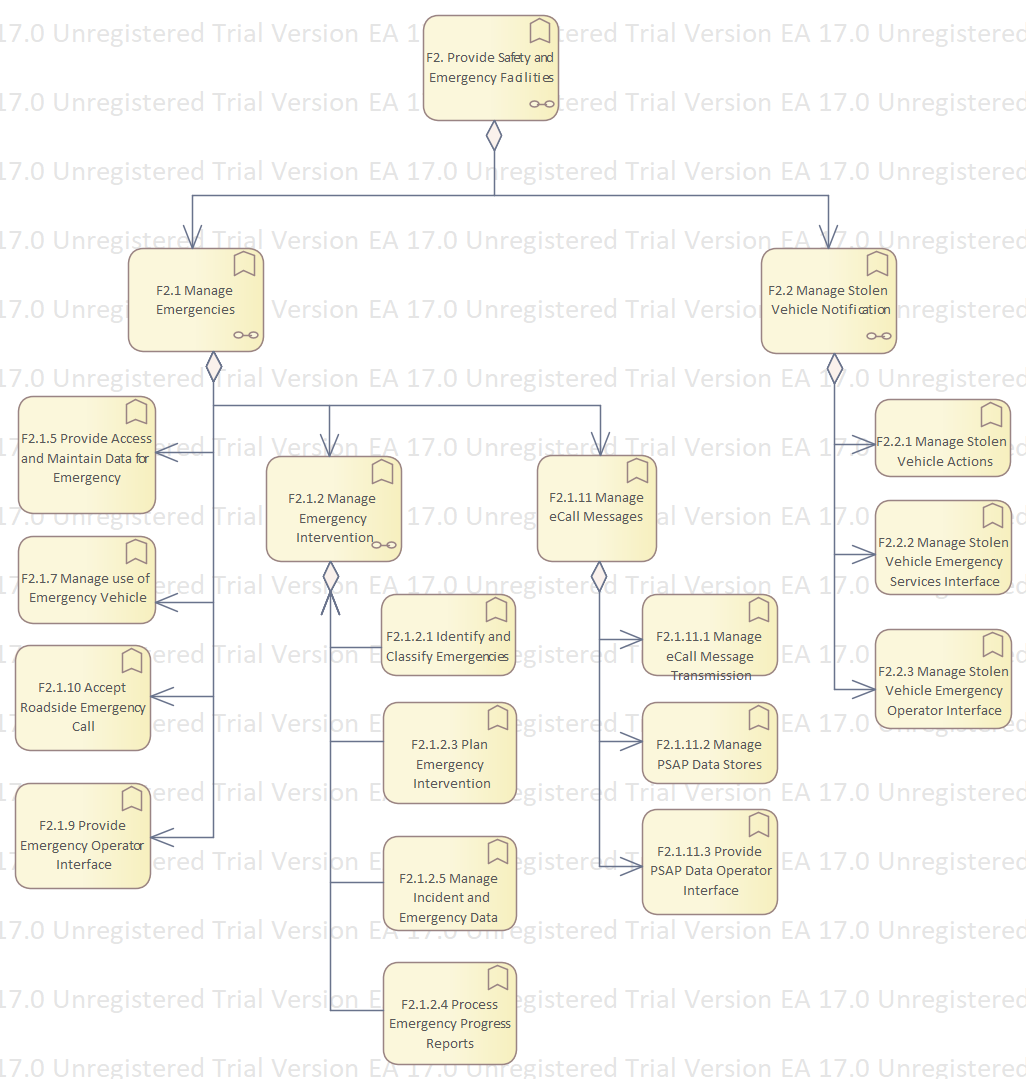 F2. Provide Safety and
Emergency Facilities
F2.1 Manage
Emergencies
F2.2 Manage Stolen
Vehicle Notification
F2.1.5 Provide Access
and Maintain Data for
Emergency
F2.1.7 Manage use of
Emergency Vehicle
F2.1.10 Accept
Roadside Emergency
Call
F2.1.9 Provide
Emergency Operator
Interface
F2.1.2 Manage
Emergency
Intervention
F2.1.11 Manage
eCall Messages
F2.1.2.1 Identify and
Classify Emergencies
F2.1.2.3 Plan
Emergency
Intervention
F2.1.2.5 Manage
Incident and
Emergency Data
F2.1.2.4 Process
Emergency Progress
Reports
F2.1.11.1 Manage
eCall Message
Transmission
F2.1.11.2 Manage
PSAP Data Stores
F2.1.11.3 Provide
PSAP Data Operator
Interface
F2.2.1 Manage Stolen
Vehicle Actions
F2.2.2 Manage Stolen
Vehicle Emergency
Services Interface
F2.2.3 Manage Stolen
Vehicle Emergency
Operator Interface
17.0 Unregistered Trial Version EA 17.0 Unregistered Trial Version EA 17.0 Unregistered